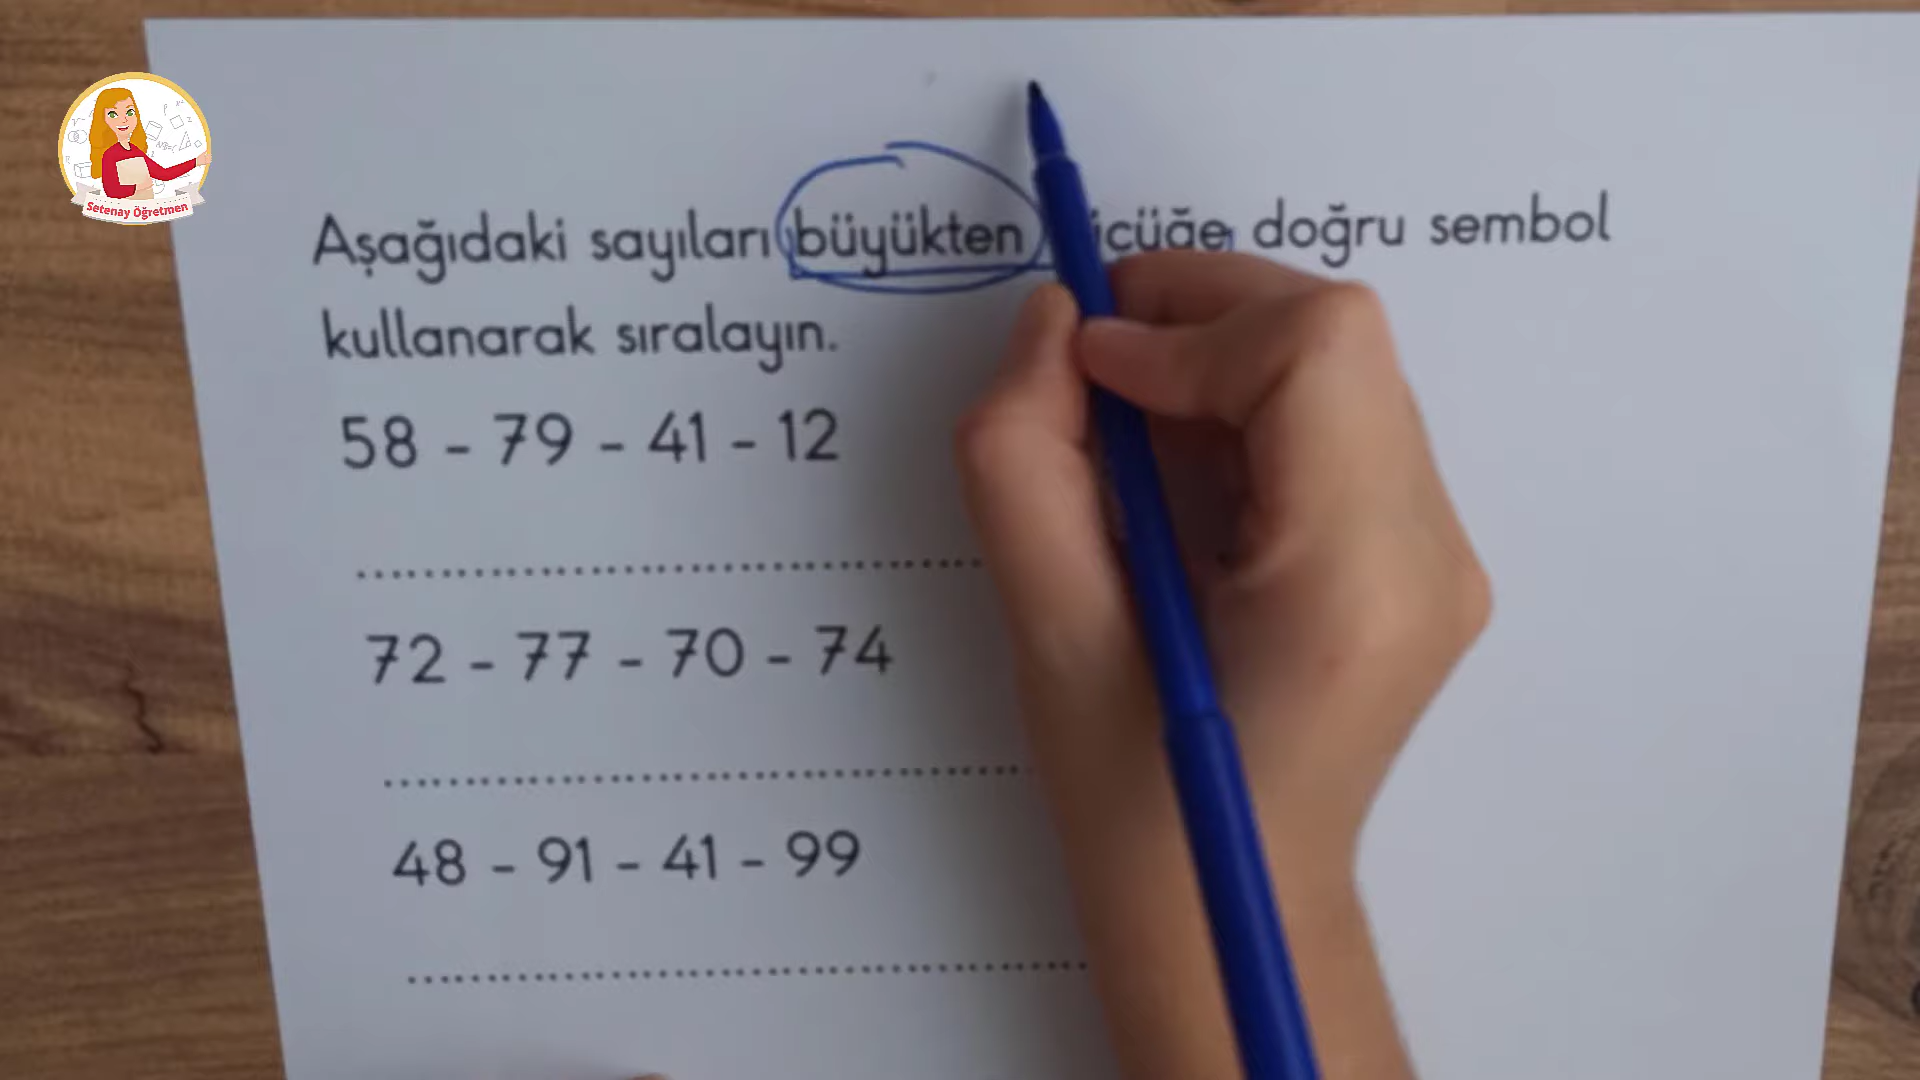 Setenay Öğretmen
Aşağıdaki sayıları büyükten doğru sembol
kullanarak sıralayın.
58 - 79 - 41 - 12
72 - 77 - 70 - 74
48 - 91 - 41 - 99